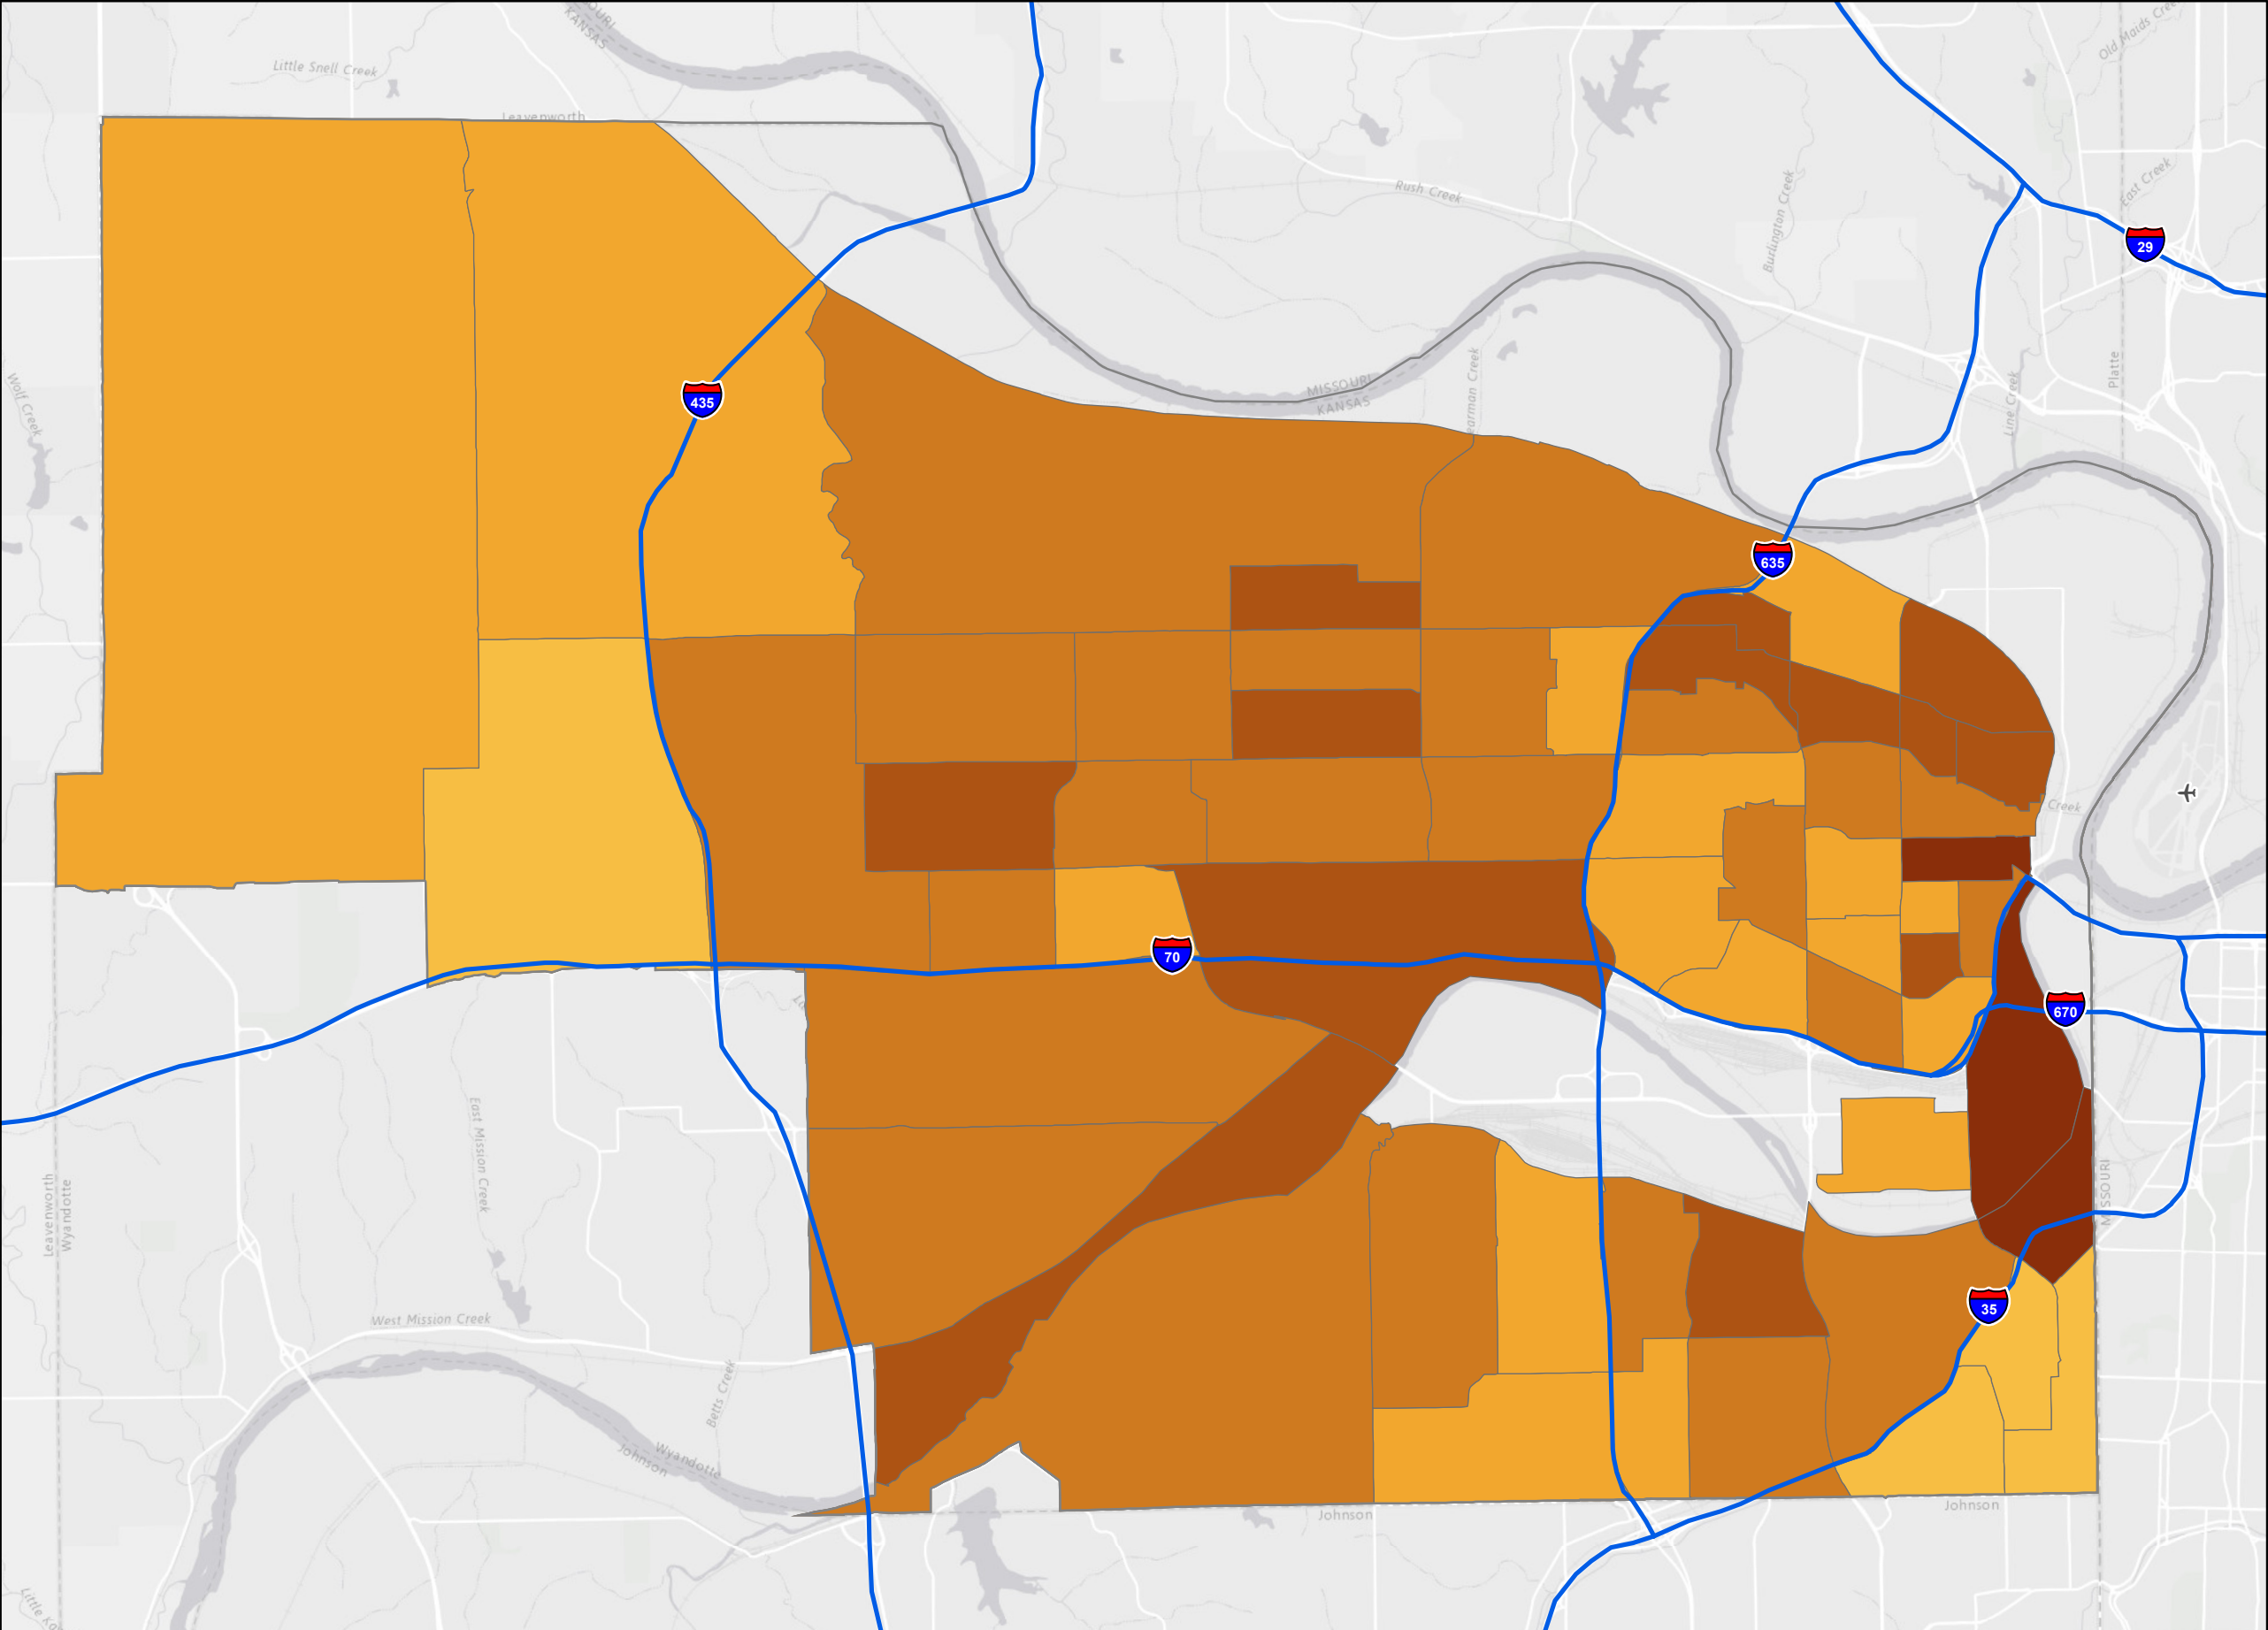 MISSOURI
KANSAS
Little Snell Creek
Leavenworth
Old Maids Creek
East Creek
Rush Creek
Burlington Creek
29
Wolf Creek
435
MISSOURI
KANSAS
Line Creek
Platte
635
Creek
70
670
East Mission Creek
Leavenworth
Wyandotte
MISSOURI
35
West Mission Creek
Betts Creek
Wyandotte
Johnson
Johnson
Johnson